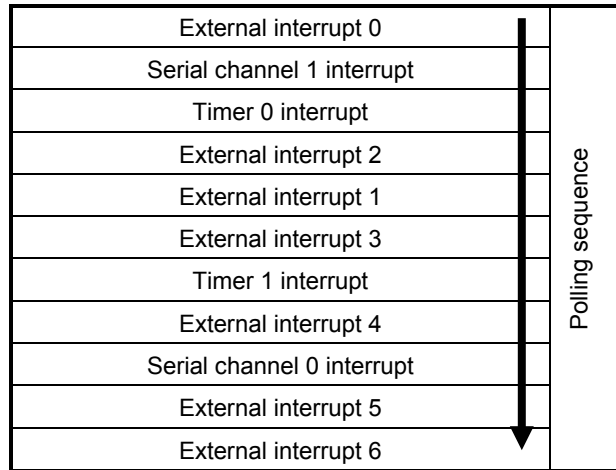 External interrupt 0
Serial channel 1 interrupt
Timer 0 interrupt
External interrupt 2
External interrupt 1
External interrupt 3
Timer 1 interrupt
External interrupt 4
Serial channel 0 interrupt
External interrupt 5
External interrupt 6
Polling sequence